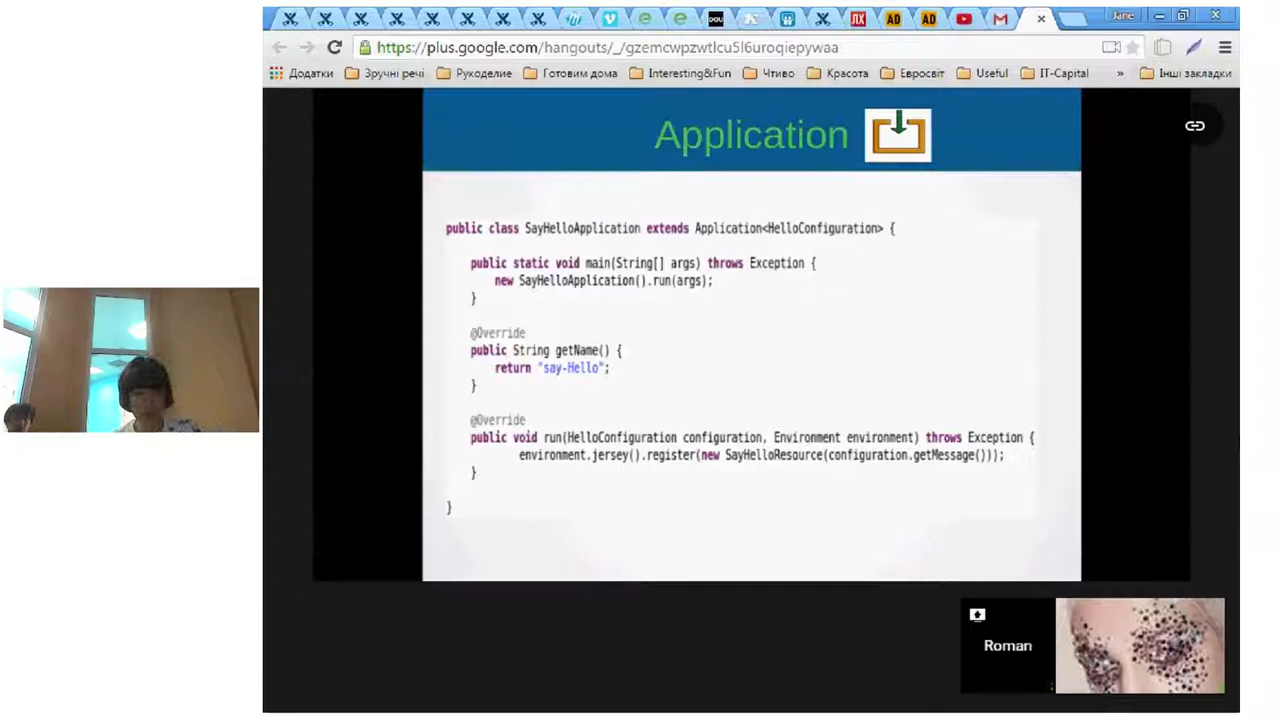 Jane
https://plus.google.com/hangouts/_/gzemcwpzwtlcu5l6uroqiepywaa
Додатки Зручні речі Рукоделие Готовим дома Interesting&Fun Чтиво Красота Євросвіт Useful IT-Capital » Інші закладки
Application
public class SayHelloApplication extends Application<HelloConfiguration> {
public static void main(String[] args) throws Exception {
new SayHelloApplication().run(args);
}
@Override
public String getName() {
return "say-Hello";
}
@Override
public void run(HelloConfiguration configuration, Environment environment) throws Exception {
environment.jersey().register(new SayHelloResource(configuration.getMessage()));
}
}
Roman